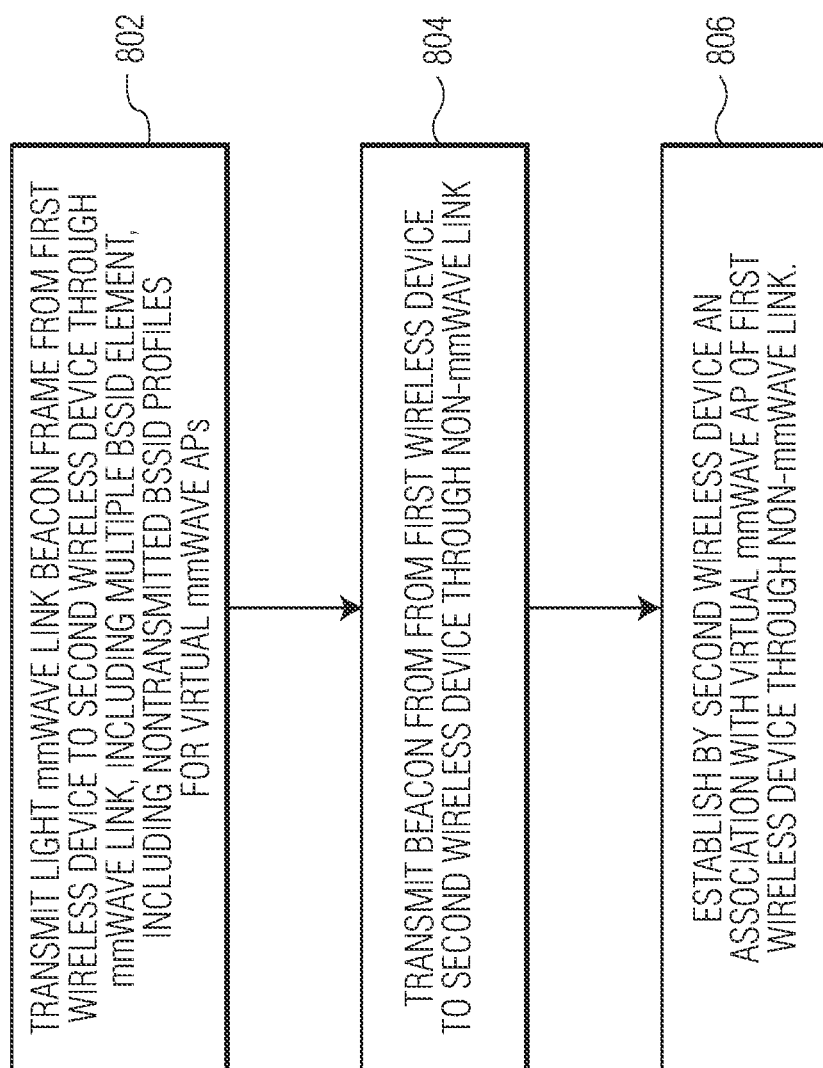 TRANSMIT LIGHT mmWAVE LINK BEACON FRAME FROM FIRST
WIRELESS DEVICE TO SECOND WIRELESS DEVICE THROUGH
mmWAVE LINK, INCLUDING MULTIPLE BSSID ELEMENT,
INCLUDING NONTRANSMITTED BSSID PROFILES
FOR VIRTUAL mmWAVE APs
802
TRANSMIT BEACON FROM FROM FIRST WIRELESS DEVICE
TO SECOND WIRELESS DEVICE THROUGH NON-mmWAVE LINK
804
ESTABLISH BY SECOND WIRELESS DEVICE AN
ASSOCIATION WITH VIRTUAL mmWAVE AP OF FIRST
WIRELESS DEVICE THROUGH NON-mmWAVE LINK.
806